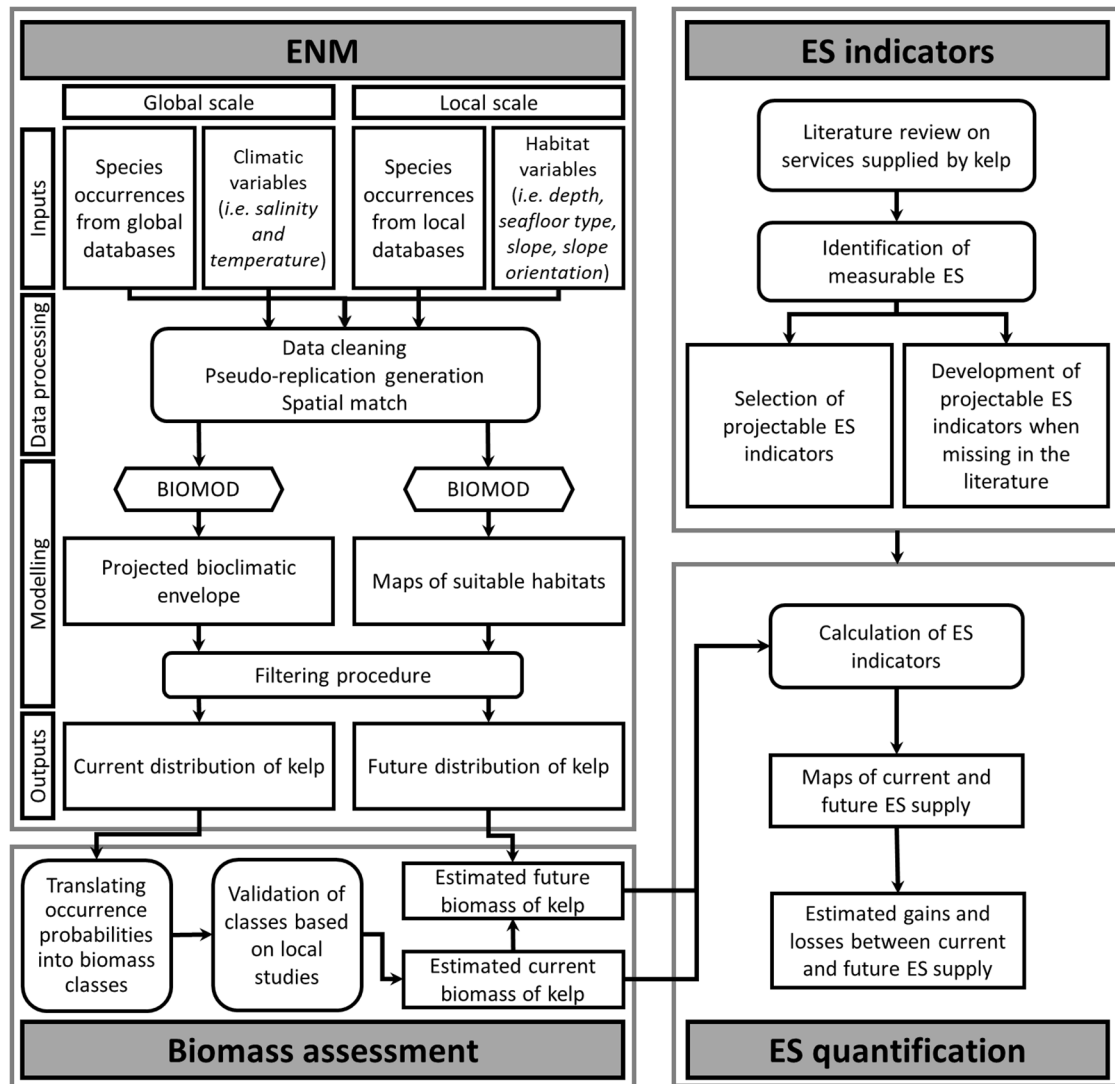 ENM
Global scale
Local scale
Inputs
Species
occurrences
from global
databases
Climatic
variables
(i.e. salinity
and
temperature)
Species
occurrences
from local
databases
Habitat
variables
(i.e. depth,
seafloor type,
slope, slope
orientation)
Data processing
Data cleaning
Pseudo-replication generation
Spatial match
Modelling
BIOMOD
BIOMOD
Projected bioclimatic
envelope
Maps of suitable habitats
Filtering procedure
Outputs
Current distribution of kelp
Future distribution of kelp
Translating
occurrence
probabilities
into biomass
classes
Validation of
classes based
on local
studies
Estimated future
biomass of kelp
Estimated current
biomass of kelp
Biomass assessment
ES indicators
Literature review on
services supplied by kelp
Identification of
measurable ES
Selection of
projectable ES
indicators
Development of
projectable ES
indicators when
missing in the
literature
Calculation of ES
indicators
Maps of current and
future ES supply
Estimated gains and
losses between current
and future ES supply
ES quantification